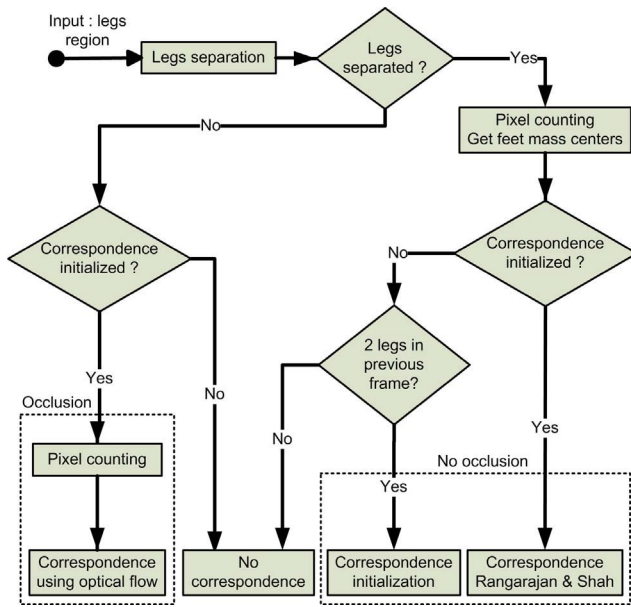 Input : legs
region
Legs separation
Legs
separated ?
Yes
No
Pixel counting
Get feet mass centers
Correspondence
initialized ?
No
Correspondence
initialized ?
2 legs in
previous
frame?
Yes
No
No
Yes
Yes
Occlusion
No occlusion
Pixel counting
Correspondence
using optical flow
No
correspondence
Correspondence
initialization
Correspondence
Rangarajan & Shah